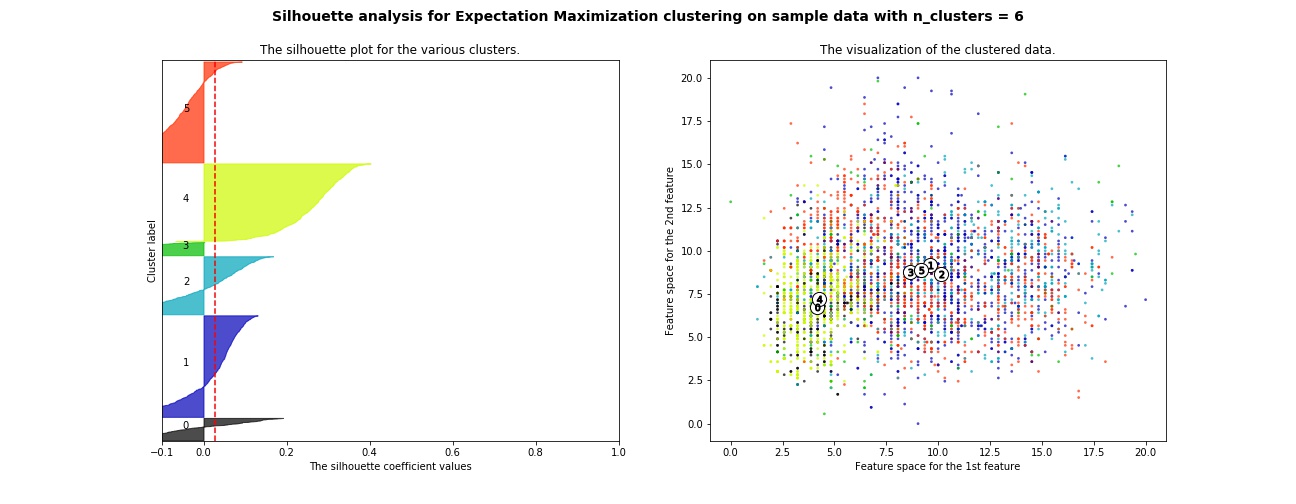 Silhouette analysis for Expectation Maximization clustering on sample data with n_clusters = 6
The silhouette plot for the various clusters.
Cluster label
5
4
3
2
1
0
−0.1 0.0 0.2 0.4 0.6 0.8 1.0
The silhouette coefficient values
The visualization of the clustered data.
Feature space for the 2nd feature
20.0
17.5
15.0
12.5
10.0
7.5
5.0
2.5
0.0
1
3 5 2
4
0
0.0 2.5 5.0 7.5 10.0 12.5 15.0 17.5 20.0
Feature space for the 1st feature